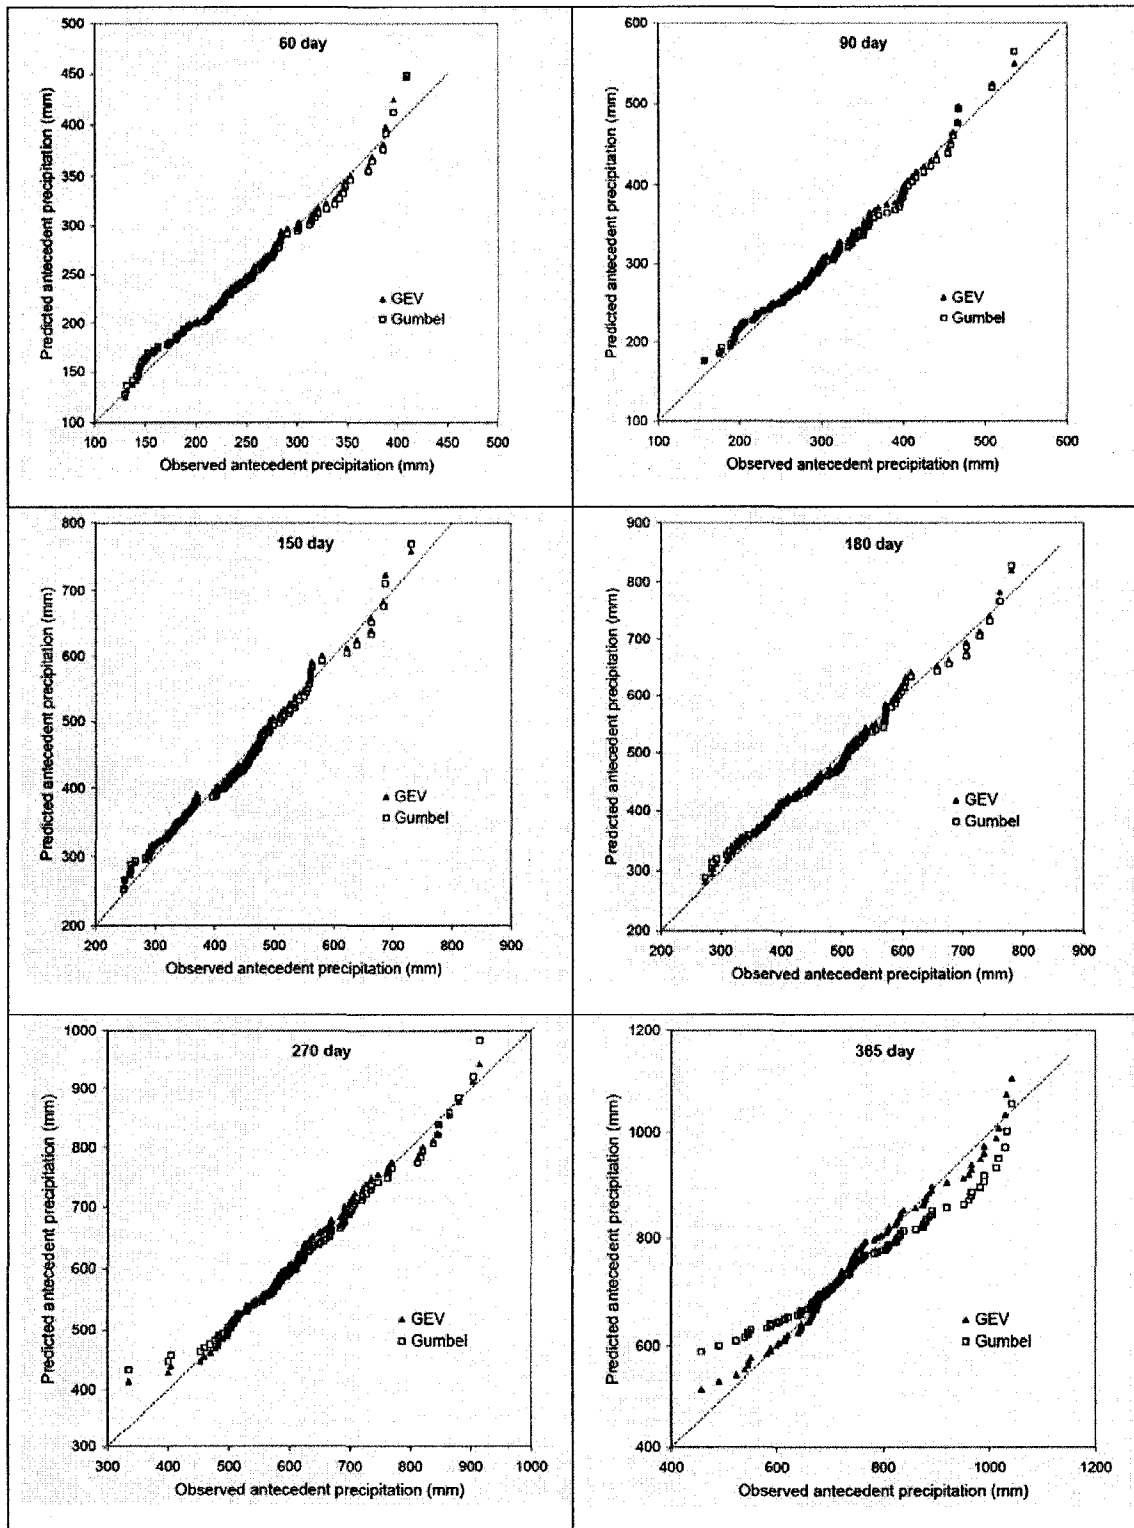 60 day
Predicted antecedent precipitation (mm)
500
450
400
350
300
250
200
150
100
GEV
Gumbel
100 150 200 250 300 350 400 450 500
Observed antecedent precipitation (mm)
90 day
Predicted antecedent precipitation (mm)
600
500
400
300
200
100
GEV
Gumbel
100 200 300 400 500 600
Observed antecedent precipitation (mm)
150 day
Predicted antecedent precipitation (mm)
800
700
600
500
400
300
200
GEV
Gumbel
200 300 400 500 600 700 800 900
Observed antecedent precipitation (mm)
180 day
Predicted antecedent precipitation (mm)
900
800
700
600
500
400
300
200
GEV
Gumbel
200 300 400 500 600 700 800 900
Observed antecedent precipitation (mm)
270 day
Predicted antecedent precipitation (mm)
1000
900
800
700
600
500
400
300
GEV
Gumbel
300 400 500 600 700 800 900 1000
Observed antecedent precipitation (mm)
365 day
Predicted antecedent precipitation (mm)
1200
1000
800
600
400
GEV
Gumbel
400 600 800 1000 1200
Observed antecedent precipitation (mm)